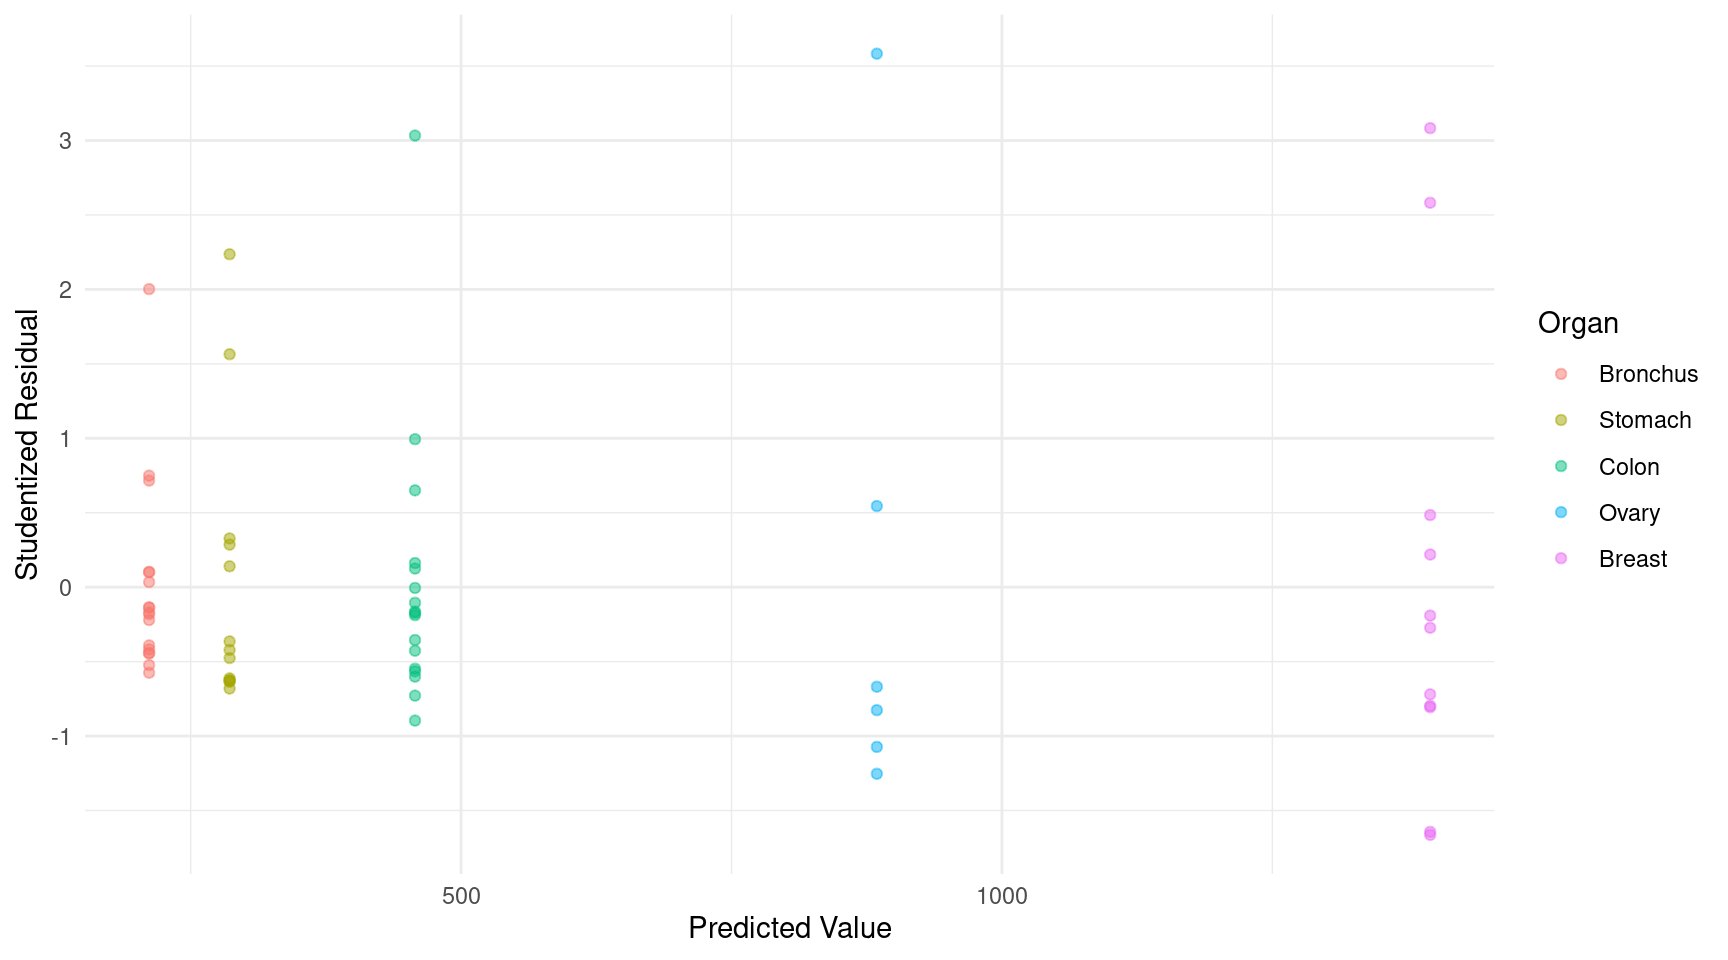 3
2
1
0
-1
Studentized Residual
500
1000
Predicted Value
Organ
Bronchus
Stomach
Colon
Ovary
Breast